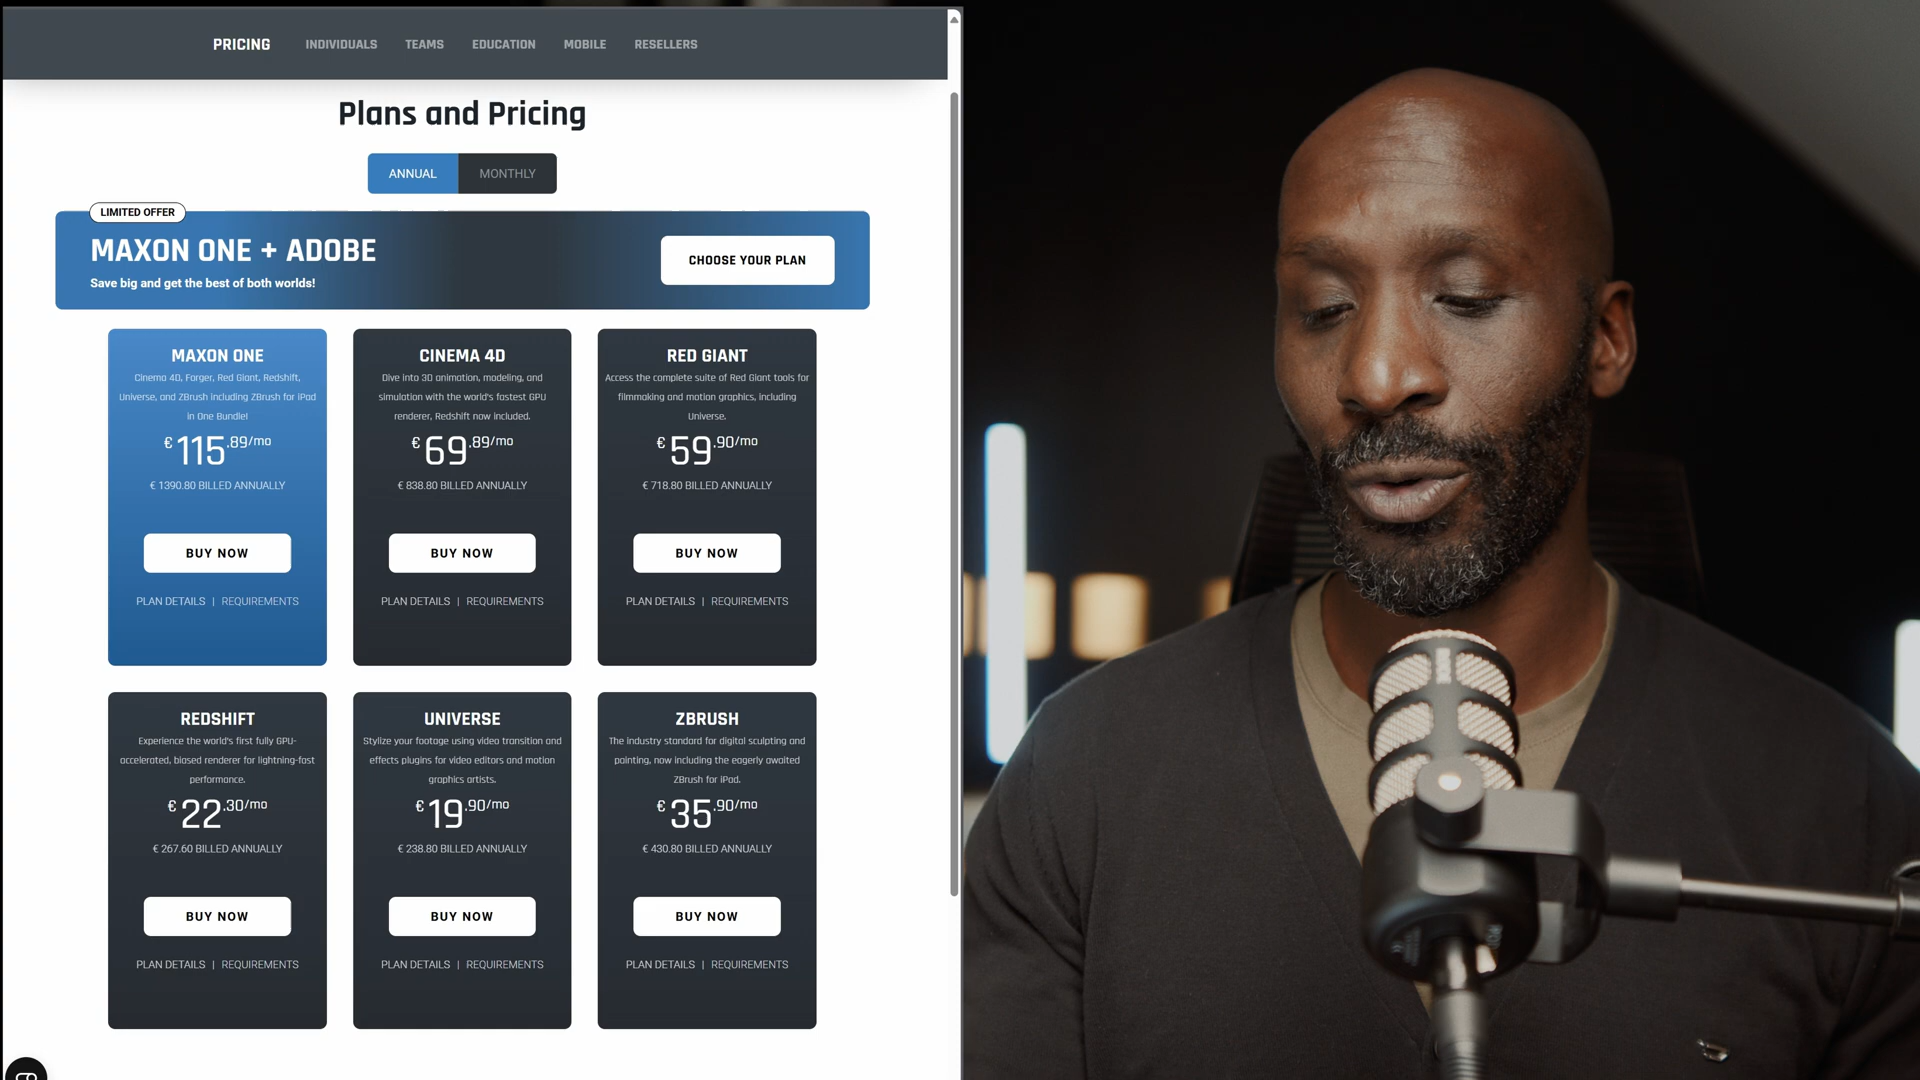 PRICING INDIVIDUALS TEAMS EDUCATION MOBILE RESELLERS
Plans and Pricing
ANNUAL MONTHLY
LIMITED OFFER
MAXON ONE + ADOBE
Save big and get the best of both worlds!
CHOOSE YOUR PLAN
MAXON ONE
Cinema 4D, Forger, Red Giant, Redshift,
Universe, and ZBrush including ZBrush for iPad
in One Bundle!
€ 115.89/mo
€ 1390.80 BILLED ANNUALLY
BUY NOW
PLAN DETAILS | REQUIREMENTS
CINEMA 4D
Dive into 3D animation, modeling, and
simulation with the world's fastest GPU
renderer, Redshift now included.
€ 69.89/mo
€ 838.80 BILLED ANNUALLY
BUY NOW
PLAN DETAILS | REQUIREMENTS
RED GIANT
Access the complete suite of Red Giant tools for
filmmaking and motion graphics, including
Universe.
€ 59.90/mo
€ 718.80 BILLED ANNUALLY
BUY NOW
PLAN DETAILS | REQUIREMENTS
REDSHIFT
Experience the world's first fully GPU-
accelerated, biased renderer for lightning-fast
performance.
€ 22.30/mo
€ 267.60 BILLED ANNUALLY
BUY NOW
PLAN DETAILS | REQUIREMENTS
UNIVERSE
Stylize your footage using video transition and
effects plugins for video editors and motion
graphics artists.
€ 19.90/mo
€ 238.80 BILLED ANNUALLY
BUY NOW
PLAN DETAILS | REQUIREMENTS
ZBRUSH
The industry standard for digital sculpting and
painting, now including the eagerly awaited
ZBrush for iPad.
€ 35.90/mo
€ 430.80 BILLED ANNUALLY
BUY NOW
PLAN DETAILS | REQUIREMENTS